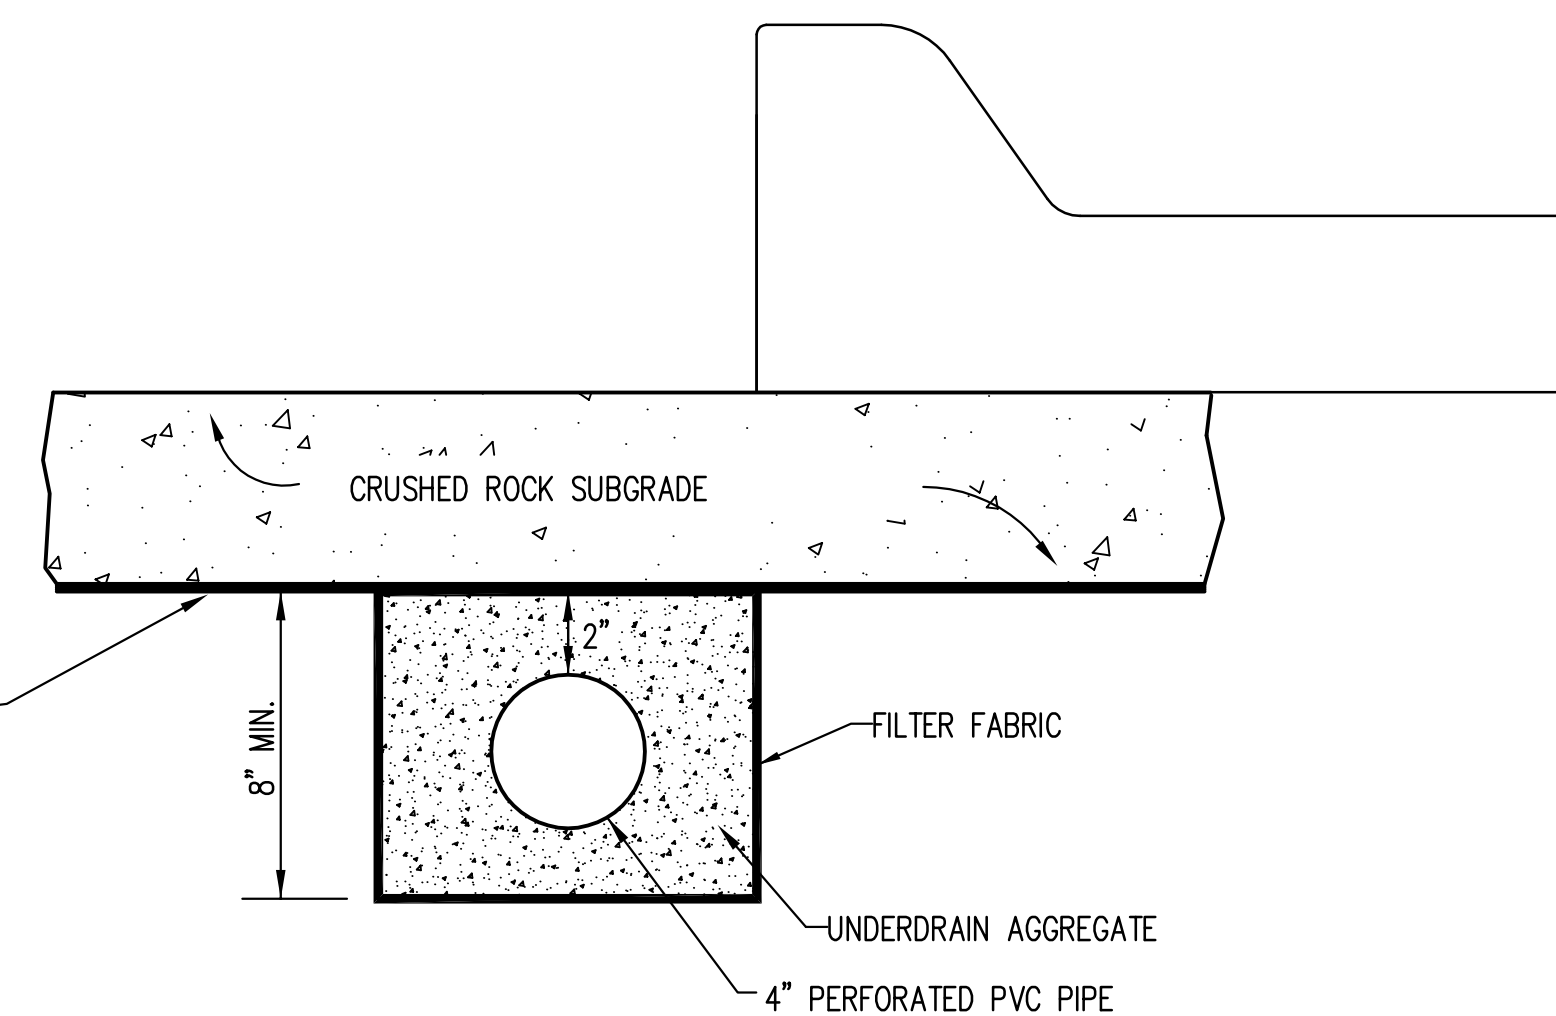 CRUSHED ROCK SUBGRADE
2”
8” MIN.
FILTER FABRIC
UNDERDRAIN AGGREGATE
4” PERFORATED PVC PIPE